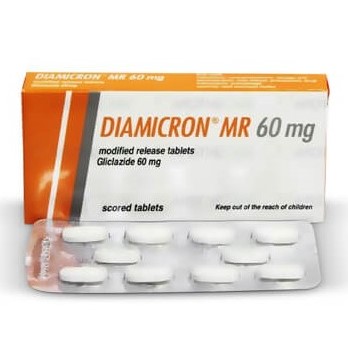 DIAMICRON MR 60 mg
DIAMICRON® MR 60 mg
modified release tablets
Gliclazide 60 mg
scored tablets
Keep out of the reach of children